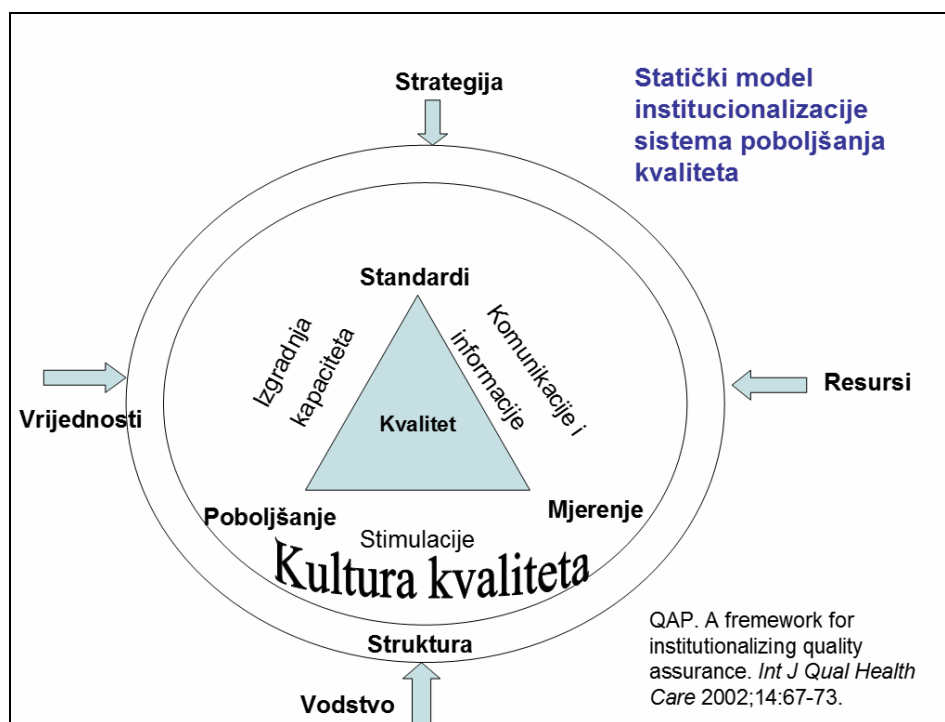 Strategija
Statički model
institucionalizacije
sistema poboljšanja
kvaliteta
Standardi
Izgradnja
kapaciteta
Komunikacije i
informacije
Vrijednosti
Resursi
Kvalitet
Poboljšanje
Mjerenje
Stimulacije
Kultura kvaliteta
Struktura
Vodstvo
QAP. A fremework for
institutionalizing quality
assurance. Int J Qual Health
Care 2002;14:67-73.